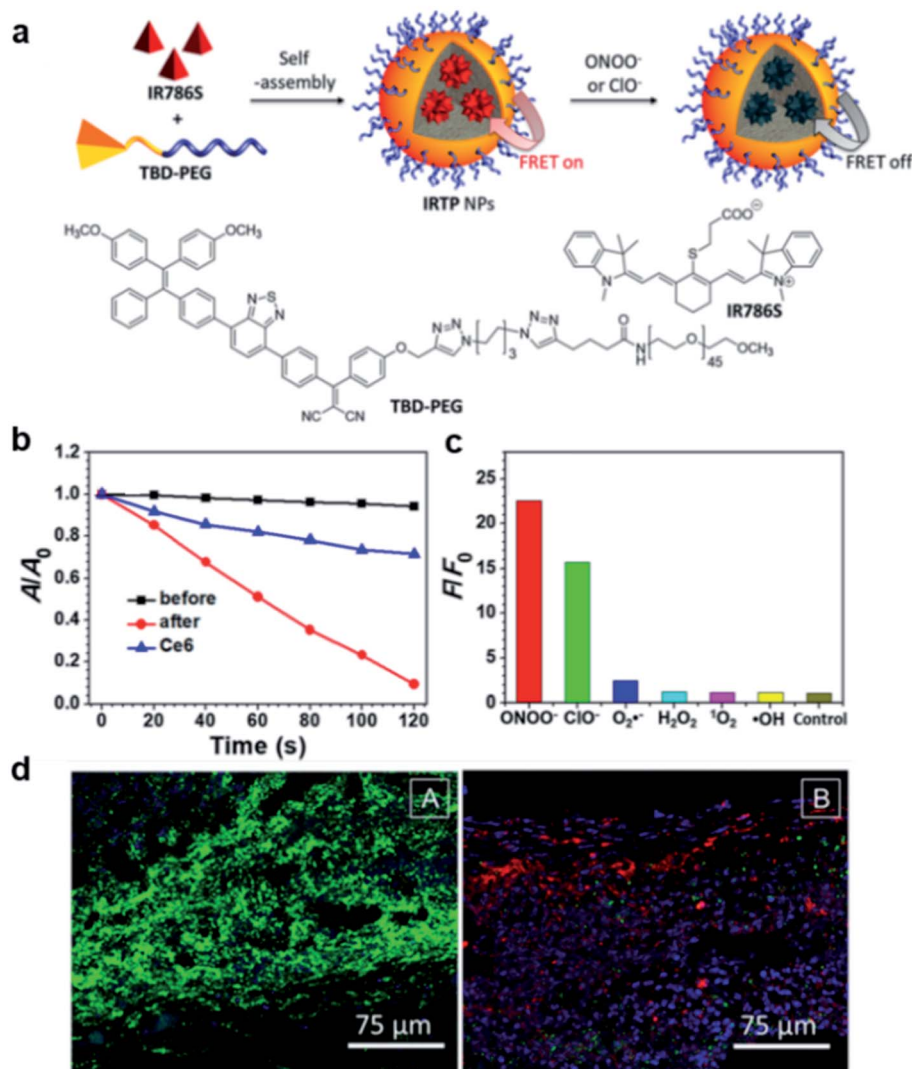 a
IR786S
+
TBD-PEG
Self
-assembly
IRTP NPs
FRET on
ONOO⁻
or ClO⁻
FRET off
H₃CO
OCH₃
N
S
N
NC
CN
O
N=N
N
3
N=N
N
O
N
H
O
45
OCH₃
TBD-PEG
COO⊖
S
N
N⊕
IR786S
b
A/A₀
1.2
1.0
0.8
0.6
0.4
0.2
0.0
before
after
Ce6
0 20 40 60 80 100 120
Time (s)
c
F/F₀
25
20
15
10
5
0
ONOO⁻ ClO⁻ O₂•⁻ H₂O₂ ¹O₂ •OH Control
d
A
75 μm
B
75 μm